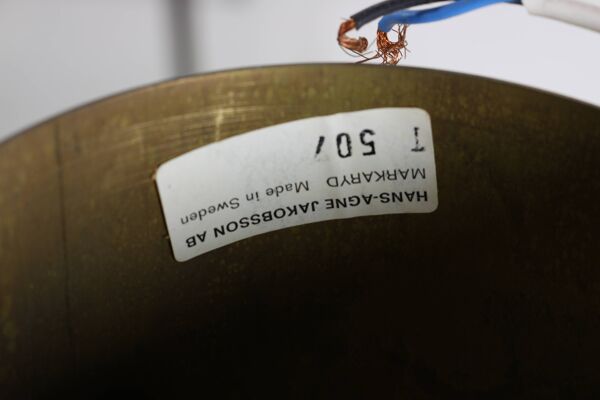 HANS-AGNE JAKOBSSON AB
MARKARYD Made in Sweden
T 507